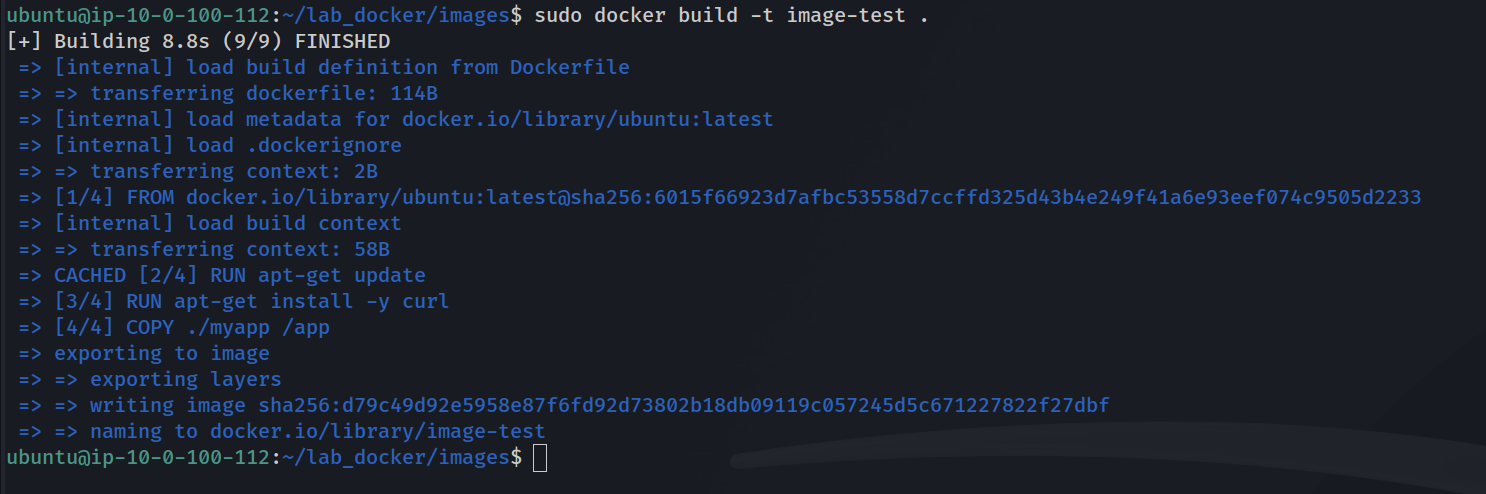 ubuntu@ip-10-0-100-112:~/lab_docker/images$ sudo docker build -t image-test .
[+] Building 8.8s (9/9) FINISHED
=> [internal] load build definition from Dockerfile
=> => transferring dockerfile: 114B
=> [internal] load metadata for docker.io/library/ubuntu:latest
=> [internal] load .dockerignore
=> => transferring context: 2B
=> [1/4] FROM docker.io/library/ubuntu:latest@sha256:6015f66923d7afbc53558d7ccffd325d43b4e249f41a6e93eef074c9505d2233
=> [internal] load build context
=> => transferring context: 58B
=> CACHED [2/4] RUN apt-get update
=> [3/4] RUN apt-get install -y curl
=> [4/4] COPY ./myapp /app
=> exporting to image
=> => exporting layers
=> => writing image sha256:d79c49d92e5958e87f6fd92d73802b18db09119c057245d5c671227822f27dbf
=> => naming to docker.io/library/image-test
ubuntu@ip-10-0-100-112:~/lab_docker/images$